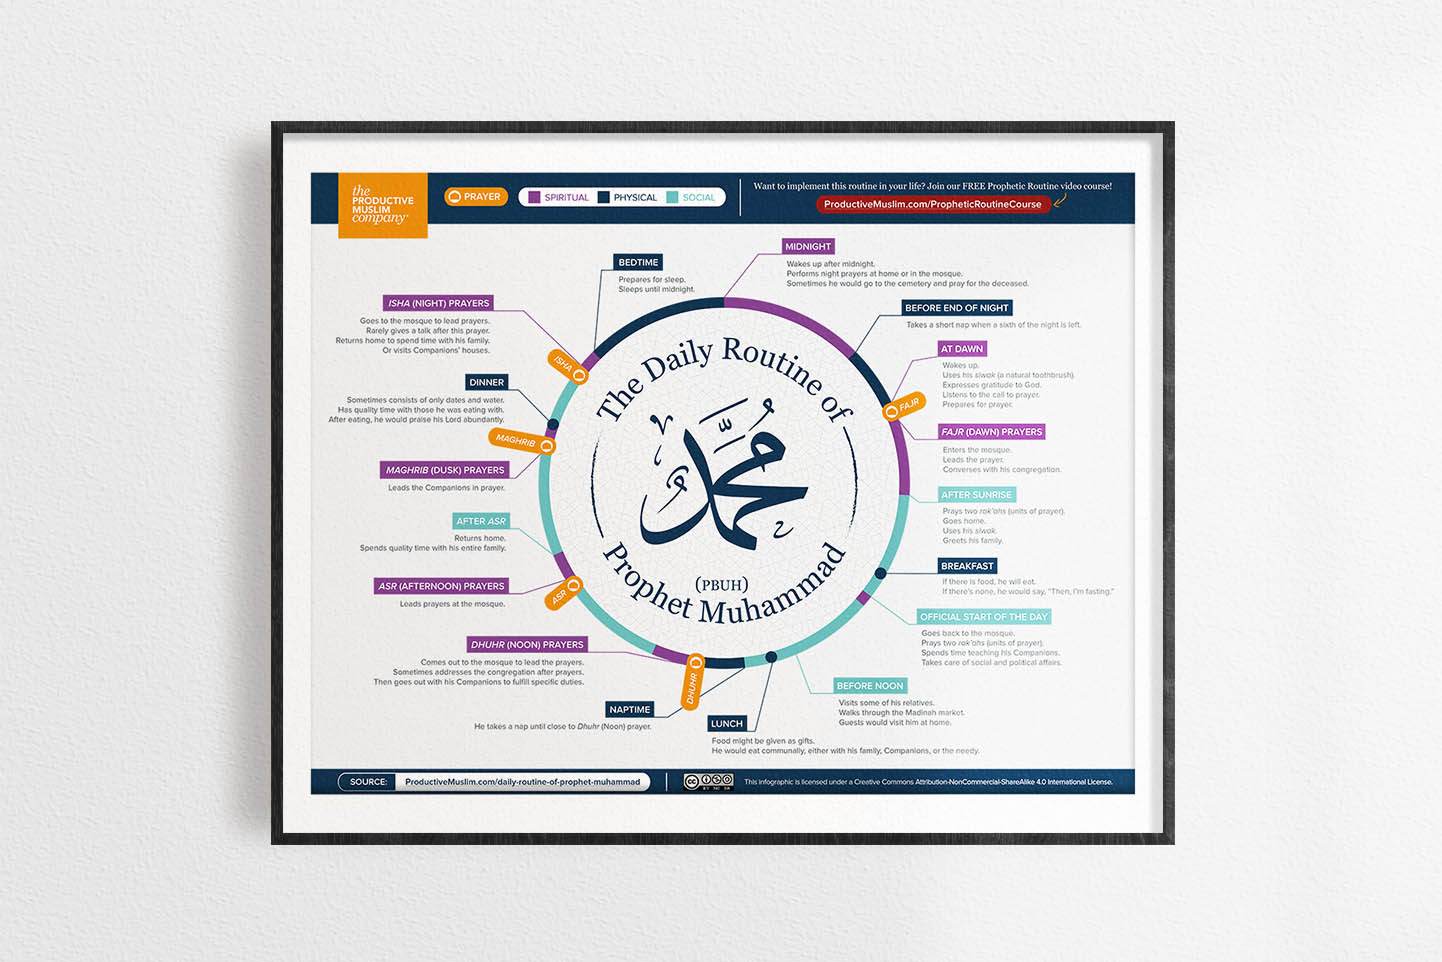 the
PRODUCTIVE
MUSLIM
company
PRAYER
SPIRITUAL PHYSICAL SOCIAL
Want to implement this routine in your life? Join our FREE Prophetic Routine video course!
ProductiveMuslim.com/PropheticRoutineCourse
MIDNIGHT
Wakes up after midnight.
Performs night prayers at home or in the mosque.
Sometimes he would go to the cemetery and pray for the deceased.
BEFORE END OF NIGHT
Takes a short nap when a sixth of the night is left.
AT DAWN
Wakes up.
Uses his siwak (a natural toothbrush).
Expresses gratitude to God.
Listens to the call to prayer.
Prepares for prayer.
FAJR
FAJR (DAWN) PRAYERS
Enters the mosque.
Leads the prayer.
Converses with his congregation.
AFTER SUNRISE
Prays two rak'ahs (units of prayer).
Goes home.
Uses his siwak.
Greets his family.
BREAKFAST
If there is food, he will eat.
If there's none, he would say, "Then, I'm fasting."
OFFICIAL START OF THE DAY
Goes back to the mosque.
Prays two rak'ahs (units of prayer).
Spends time teaching his Companions.
Takes care of social and political affairs.
BEFORE NOON
Visits some of his relatives.
Walks through the Madinah market.
Guests would visit him at home.
LUNCH
Food might be given as gifts.
He would eat communally, either with his family, Companions, or the needy.
NAPTIME
He takes a nap until close to Dhuhr (Noon) prayer.
DHUHR
DHUHR (NOON) PRAYERS
Comes out to the mosque to lead the prayers.
Sometimes addresses the congregation after prayers.
Then goes out with his Companions to fulfill specific duties.
ASR
ASR (AFTERNOON) PRAYERS
Leads prayers at the mosque.
AFTER ASR
Returns home.
Spends quality time with his entire family.
MAGHRIB
MAGHRIB (DUSK) PRAYERS
Leads the Companions in prayer.
DINNER
Sometimes consists of only dates and water.
Has quality time with those he was eating with.
After eating, he would praise his Lord abundantly.
ISHA
ISHA (NIGHT) PRAYERS
Goes to the mosque to lead prayers.
Rarely gives a talk after this prayer.
Returns home to spend time with his family.
Or visits Companions' houses.
BEDTIME
Prepares for sleep.
Sleeps until midnight.
The Daily Routine of
محمد
(PBUH)
Prophet Muhammad
SOURCE: ProductiveMuslim.com/daily-routine-of-prophet-muhammad
cc BY NC SA
This infographic is licensed under a Creative Commons Attribution-NonCommercial-ShareAlike 4.0 International License.